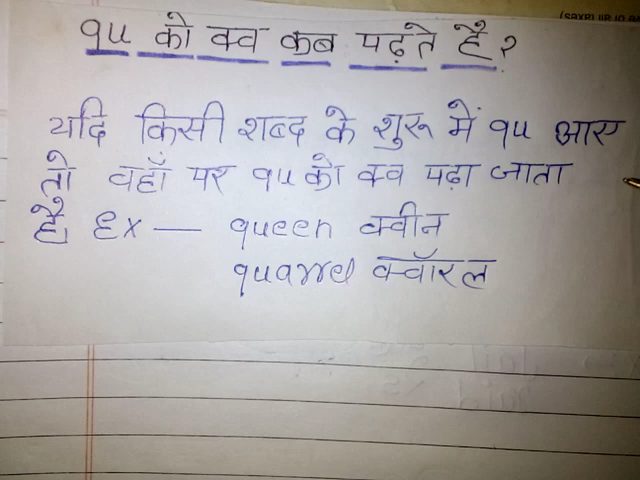 qu को क्व कब पढ़ते है?
यदि किसी शब्द के शुरू में qu आए
तो वहाँ पर qu को क्व पढ़ा जाता
है। Ex — queen क्वीन
quarrel क्वॉरल